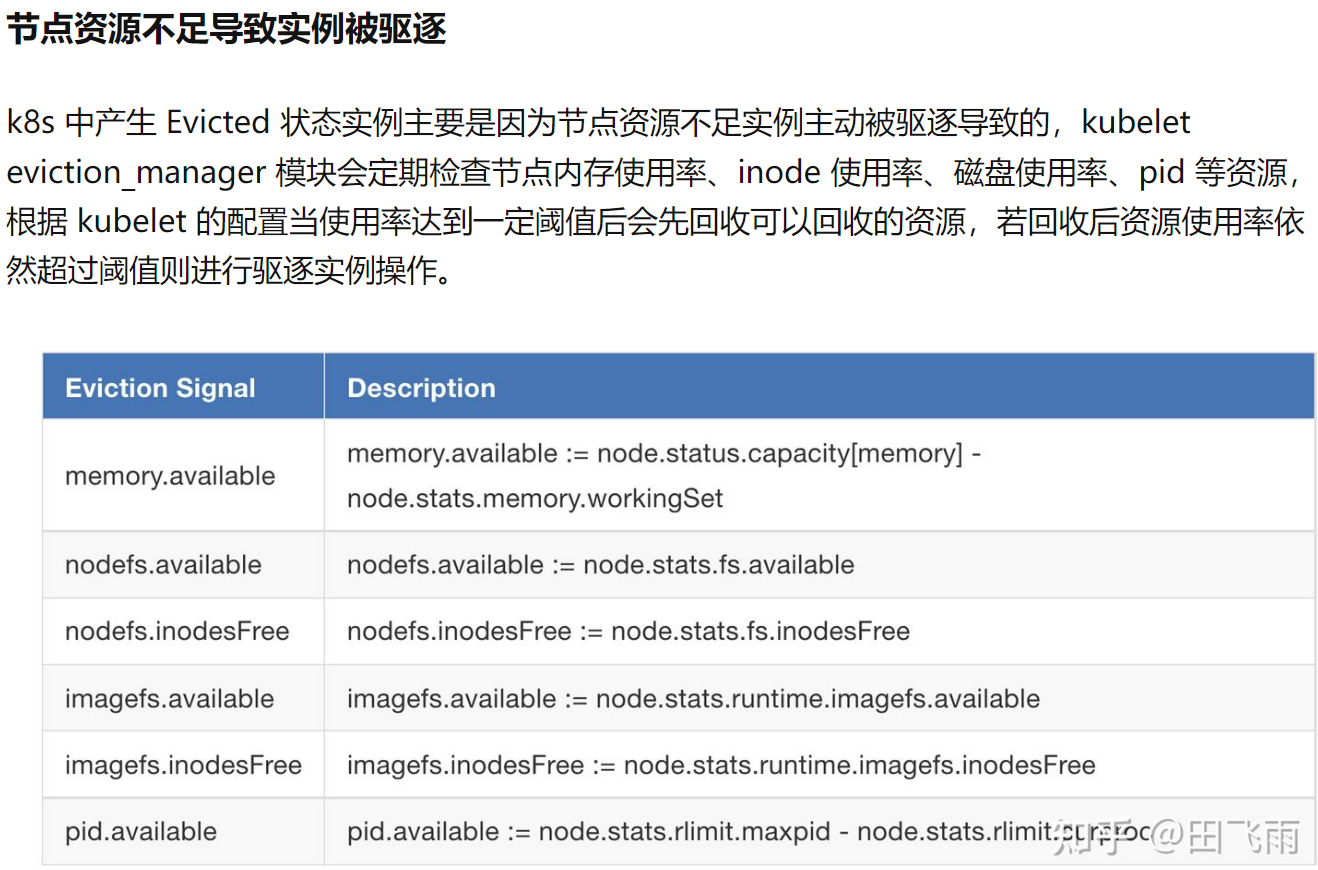 节点资源不足导致实例被驱逐
k8s 中产生 Evicted 状态实例主要是因为节点资源不足实例主动被驱逐导致的，kubelet
eviction_manager 模块会定期检查节点内存使用率、inode 使用率、磁盘使用率、pid 等资源，
根据 kubelet 的配置当使用率达到一定阈值后会先回收可以回收的资源，若回收后资源使用率依
然超过阈值则进行驱逐实例操作。
Eviction Signal Description
memory.available memory.available := node.status.capacity[memory] -
node.stats.memory.workingSet
nodefs.available nodefs.available := node.stats.fs.available
nodefs.inodesFree nodefs.inodesFree := node.stats.fs.inodesFree
imagefs.available imagefs.available := node.stats.runtime.imagefs.available
imagefs.inodesFree imagefs.inodesFree := node.stats.runtime.imagefs.inodesFree
pid.available pid.available := node.stats.rlimit.maxpid - node.stats.rlimit.curproc
知乎 @田飞雨